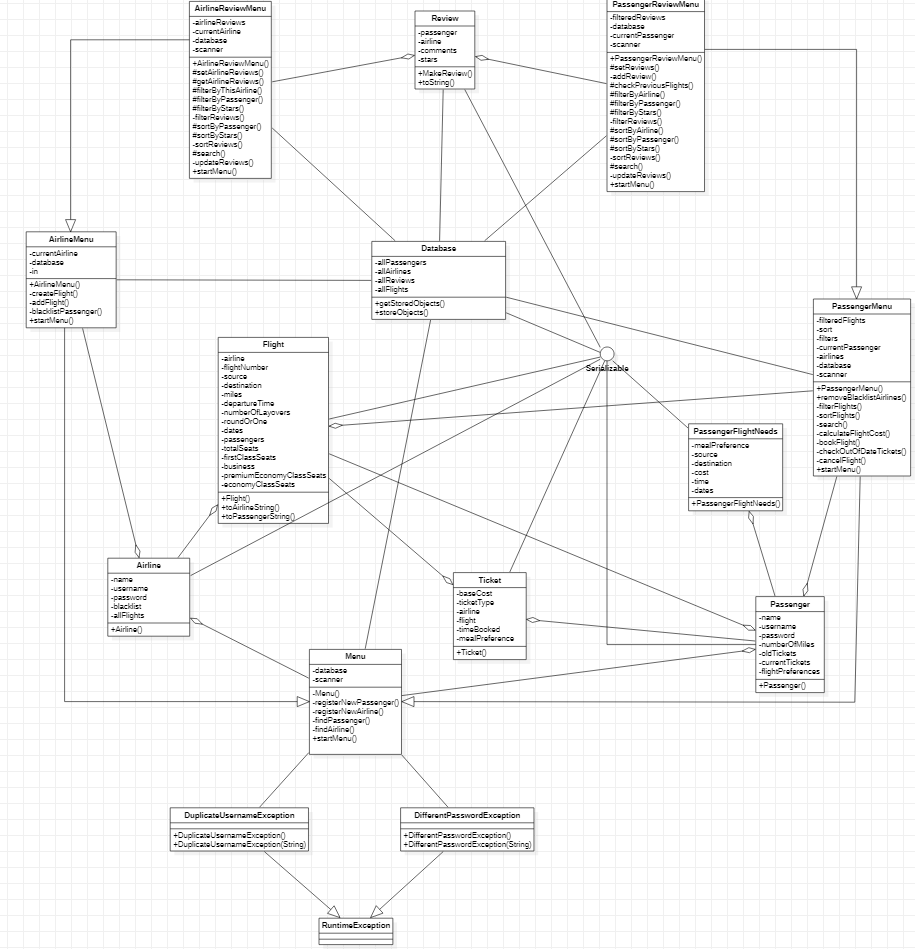 AirlineReviewMenu
-airlineReviews
-currentAirline
-database
-scanner
+AirlineReviewMenu()
#setAirlineReviews()
#getAirlineReviews()
#filterByThisAirline()
#filterByPassenger()
#filterByStars()
-filterReviews()
#sortByPassenger()
#sortByStars()
-sortReviews()
#search()
-updateReviews()
+startMenu()
Review
-passenger
-airline
-comments
-stars
+MakeReview()
+toString()
PassengerReviewMenu
-filteredReviews
-database
-currentPassenger
-scanner
+PassengerReviewMenu()
#setReviews()
-addReview()
#checkPreviousFlights()
#filterByAirline()
#filterByPassenger()
#filterByStars()
-filterReviews()
#sortByAirline()
#sortByPassenger()
#sortByStars()
-sortReviews()
#search()
-updateReviews()
+startMenu()
AirlineMenu
-currentAirline
-database
-in
+AirlineMenu()
-createFlight()
-addFlight()
-blacklistPassenger()
+startMenu()
Database
-allPassengers
-allAirlines
-allReviews
-allFlights
+getStoredObjects()
+storeObjects()
PassengerMenu
-filteredFlights
-sort
-filters
-currentPassenger
-airlines
-database
-scanner
+PassengerMenu()
+removeBlacklistAirlines()
-filterFlights()
-sortFlights()
-search()
-calculateFlightCost()
-bookFlight()
-checkOutOfDateTickets()
-cancelFlight()
+startMenu()
Flight
-airline
-flightNumber
-source
-destination
-miles
-departureTime
-numberOfLayovers
-roundOrOne
-dates
-passengers
-totalSeats
-firstClassSeats
-business
-premiumEconomyClassSeats
-economyClassSeats
+Flight()
+toAirlineString()
+toPassengerString()
Serializable
PassengerFlightNeeds
-mealPreference
-source
-destination
-cost
-time
-dates
+PassengerFlightNeeds()
Airline
-name
-username
-password
-blacklist
-allFlights
+Airline()
Ticket
-baseCost
-ticketType
-airline
-flight
-timeBooked
-mealPreference
+Ticket()
Passenger
-name
-username
-password
-numberOfMiles
-oldTickets
-currentTickets
-flightPreferences
+Passenger()
Menu
-database
-scanner
-Menu()
-registerNewPassenger()
-registerNewAirline()
-findPassenger()
-findAirline()
+startMenu()
DuplicateUsernameException
+DuplicateUsernameException()
+DuplicateUsernameException(String)
DifferentPasswordException
+DifferentPasswordException()
+DifferentPasswordException(String)
RuntimeException